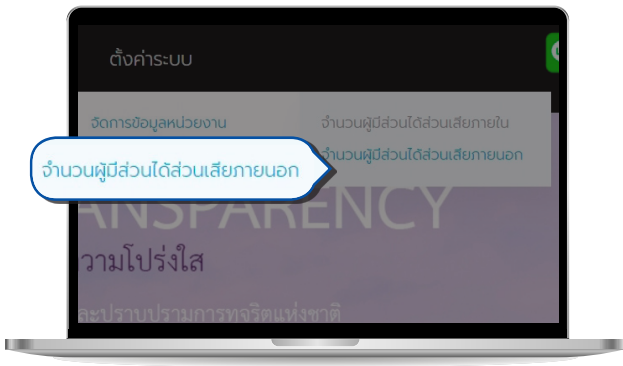 ตั้งค่าระบบ
จัดการข้อมูลหน่วยงาน
จำนวนผู้มีส่วนได้ส่วนเสียภายใน
จำนวนผู้มีส่วนได้ส่วนเสียภายนอก
จำนวนผู้มีส่วนได้ส่วนเสียภายนอก
ANSPARENCY
วามโปร่งใส
ละปราบปรามการทุจริตแห่งชาติ